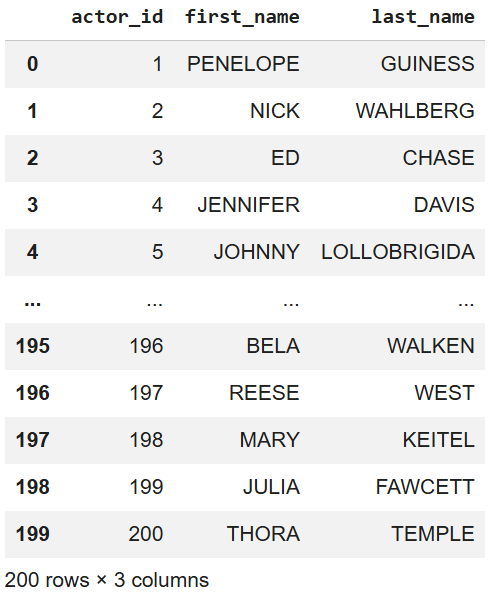 actor_id first_name last_name
0 1 PENELOPE GUINESS
1 2 NICK WAHLBERG
2 3 ED CHASE
3 4 JENNIFER DAVIS
4 5 JOHNNY LOLLOBRIGIDA
... ... ... ...
195 196 BELA WALKEN
196 197 REESE WEST
197 198 MARY KEITEL
198 199 JULIA FAWCETT
199 200 THORA TEMPLE
200 rows × 3 columns